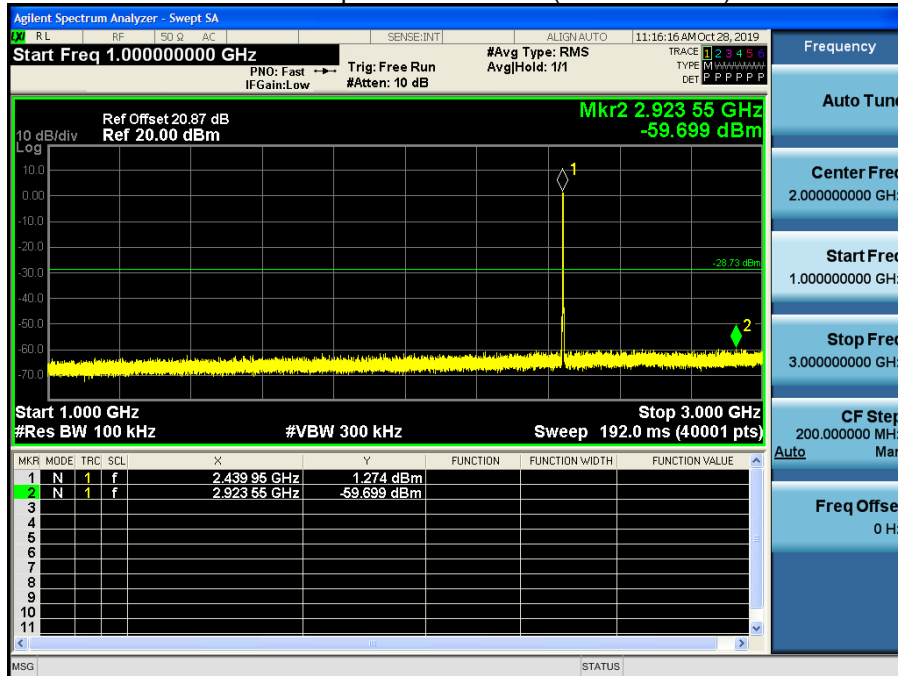 Agilent Spectrum Analyzer - Swept SA
LXI RL RF 50 Ω AC SENSE:INT ALIGN AUTO 11:16:16 AM Oct 28, 2019
Start Freq 1.000000000 GHz
PNO: Fast
IFGain:Low
Trig: Free Run
#Atten: 10 dB
#Avg Type: RMS
Avg|Hold: 1/1
TRACE 1 2 3 4 5 6
TYPE M WWWWW
DET P P P P P P
Mkr2 2.923 55 GHz
-59.699 dBm
Ref Offset 20.87 dB
10 dB/div Ref 20.00 dBm
Log
10.0
0.00
-10.0
-20.0
-30.0
-40.0
-50.0
-60.0
-70.0
1
-28.73 dBm
2
Start 1.000 GHz Stop 3.000 GHz
#Res BW 100 kHz #VBW 300 kHz Sweep 192.0 ms (40001 pts)
MKR MODE TRC SCL X Y FUNCTION FUNCTION WIDTH FUNCTION VALUE
1 N 1 f 2.439 95 GHz 1.274 dBm
2 N 1 f 2.923 55 GHz -59.699 dBm
3
4
5
6
7
8
9
10
11
MSG STATUS
Frequency
Auto Tune
Center Freq
2.000000000 GHz
Start Freq
1.000000000 GHz
Stop Freq
3.000000000 GHz
CF Step
200.000000 MHz
Auto Man
Freq Offset
0 Hz